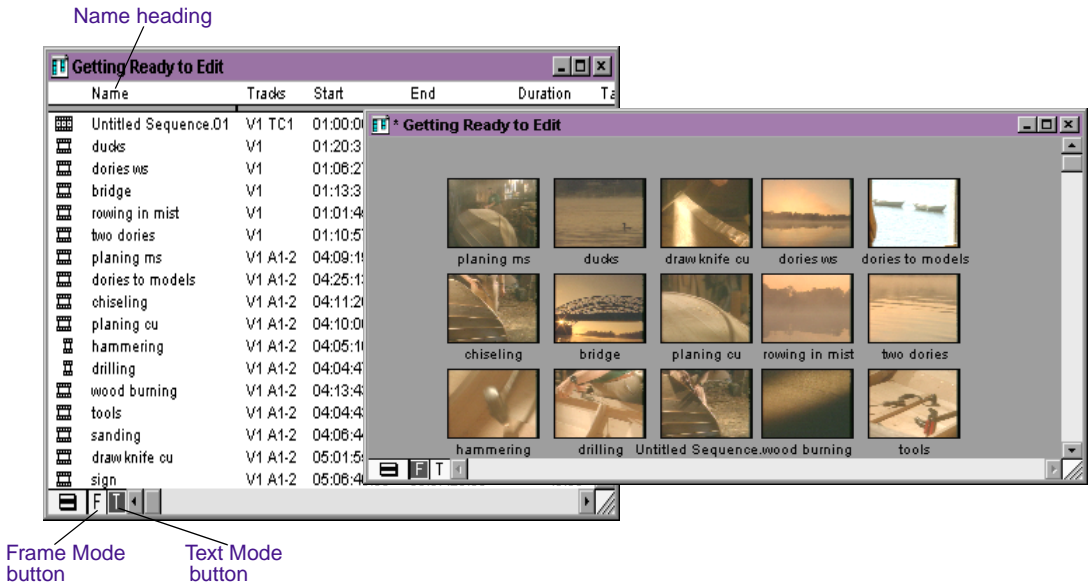 Name heading
Getting Ready to Edit
Name Tracks Start End Duration
Untitled Sequence.01 V1 TC1
ducks V1
dories ws V1
bridge V1
rowing in mist V1
two dories V1
planing ms V1 A1-2
dories to models V1 A1-2
chiseling V1 A1-2
planing cu V1 A1-2
hammering V1 A1-2
drilling V1 A1-2
wood burning V1 A1-2
tools V1 A1-2
sanding V1 A1-2
draw knife cu V1 A1-2
sign V1 A1-2
F T
* Getting Ready to Edit
planing ms ducks draw knife cu dories ws dories to models
chiseling bridge planing cu rowing in mist two dories
hammering drilling Untitled Sequence. wood burning tools
F T
Frame Mode
button
Text Mode
button